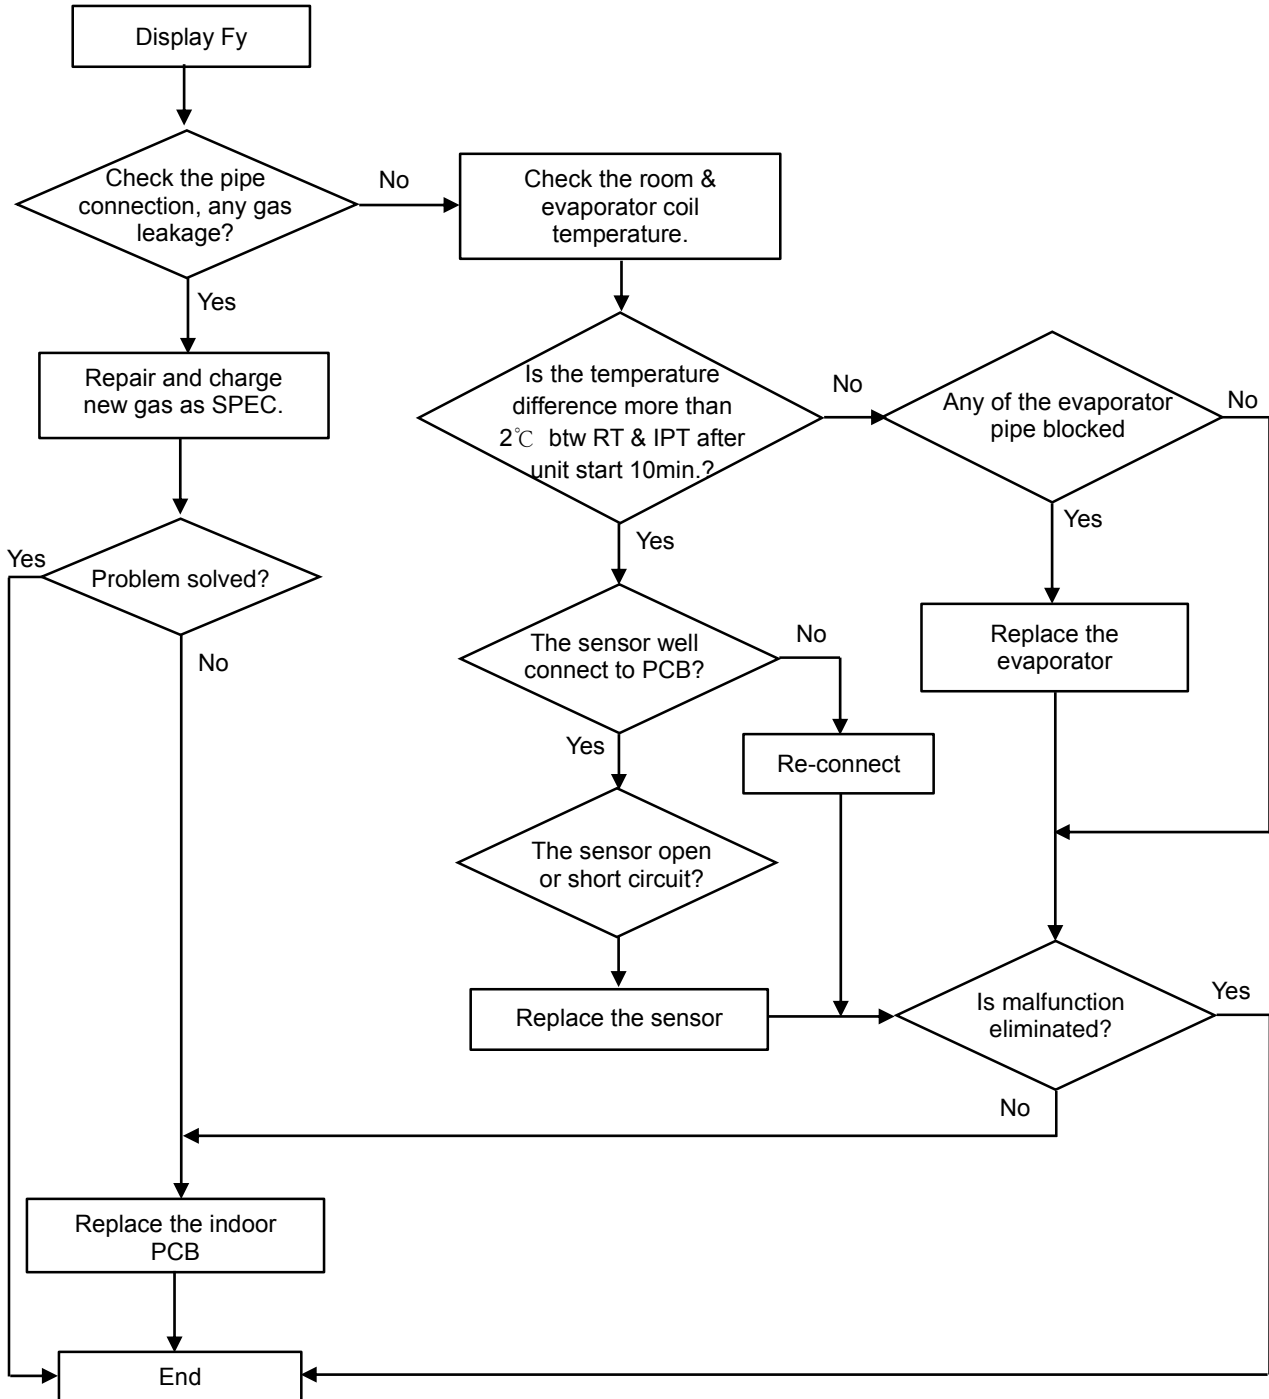 Display Fy
Check the pipe
connection, any gas
leakage?
No
Check the room &
evaporator coil
temperature.
Yes
Repair and charge
new gas as SPEC.
Is the temperature
difference more than
2℃ btw RT & IPT after
unit start 10min.?
No
Any of the evaporator
pipe blocked
No
Yes
Yes
Yes
Problem solved?
No
The sensor well
connect to PCB?
No
Replace the
evaporator
Yes
Re-connect
The sensor open
or short circuit?
Replace the sensor
Is malfunction
eliminated?
Yes
No
Replace the indoor
PCB
End